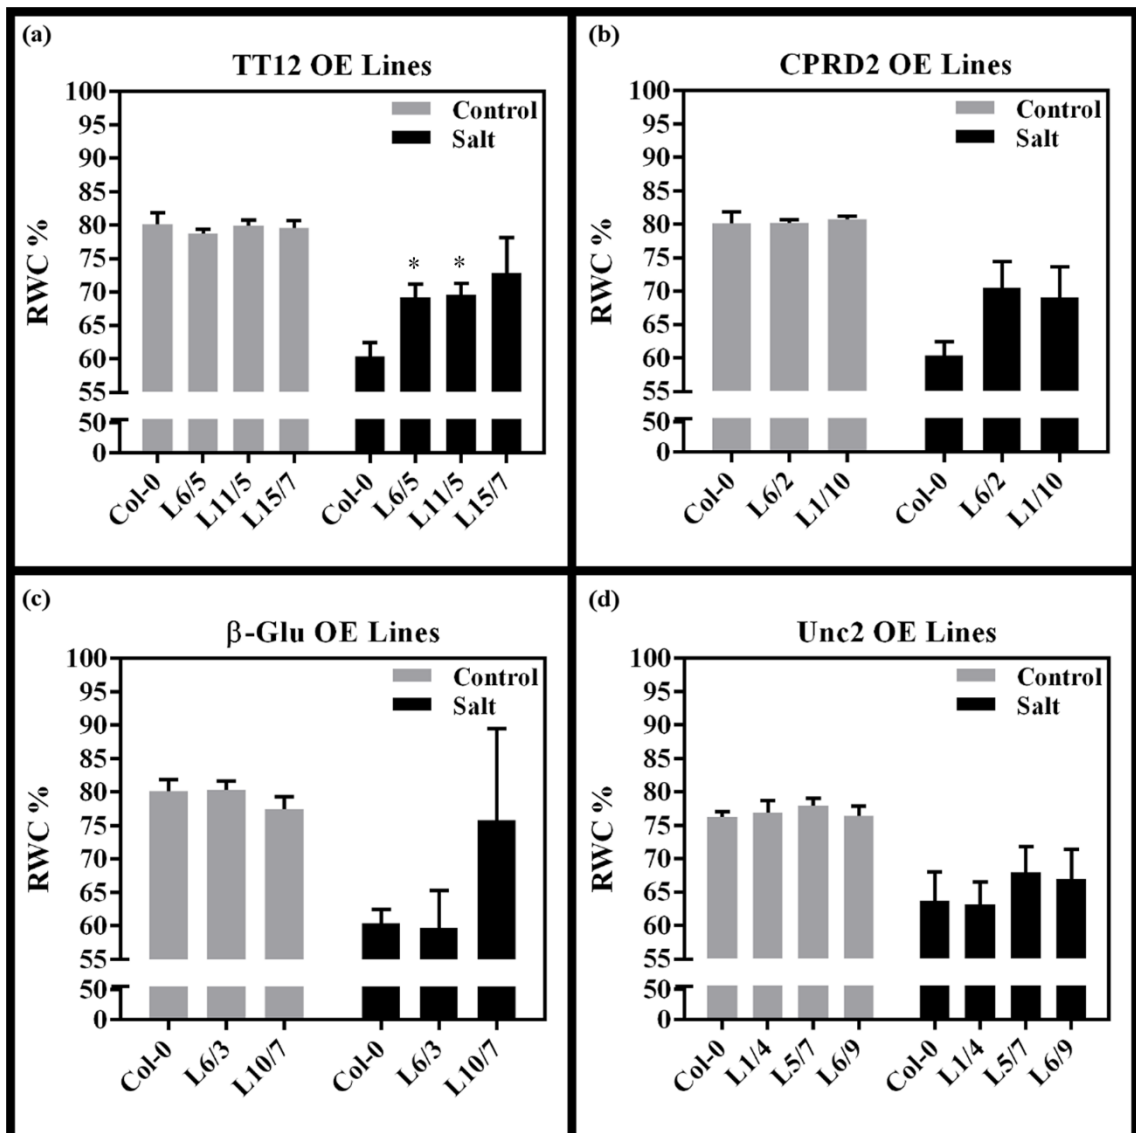 (a)
TT12 OE Lines
Control
Salt
RWC %
100
95
90
85
80
75
70
65
60
55
50
0
* *
Col-0 L6/5 L11/5 L15/7 Col-0 L6/5 L11/5 L15/7
(b)
CPRD2 OE Lines
Control
Salt
RWC %
100
95
90
85
80
75
70
65
60
55
50
0
Col-0 L6/2 L1/10 Col-0 L6/2 L1/10
(c)
β-Glu OE Lines
Control
Salt
RWC %
100
95
90
85
80
75
70
65
60
55
50
0
Col-0 L6/3 L10/7 Col-0 L6/3 L10/7
(d)
Unc2 OE Lines
Control
Salt
RWC %
100
95
90
85
80
75
70
65
60
55
50
0
Col-0 L1/4 L5/7 L6/9 Col-0 L1/4 L5/7 L6/9